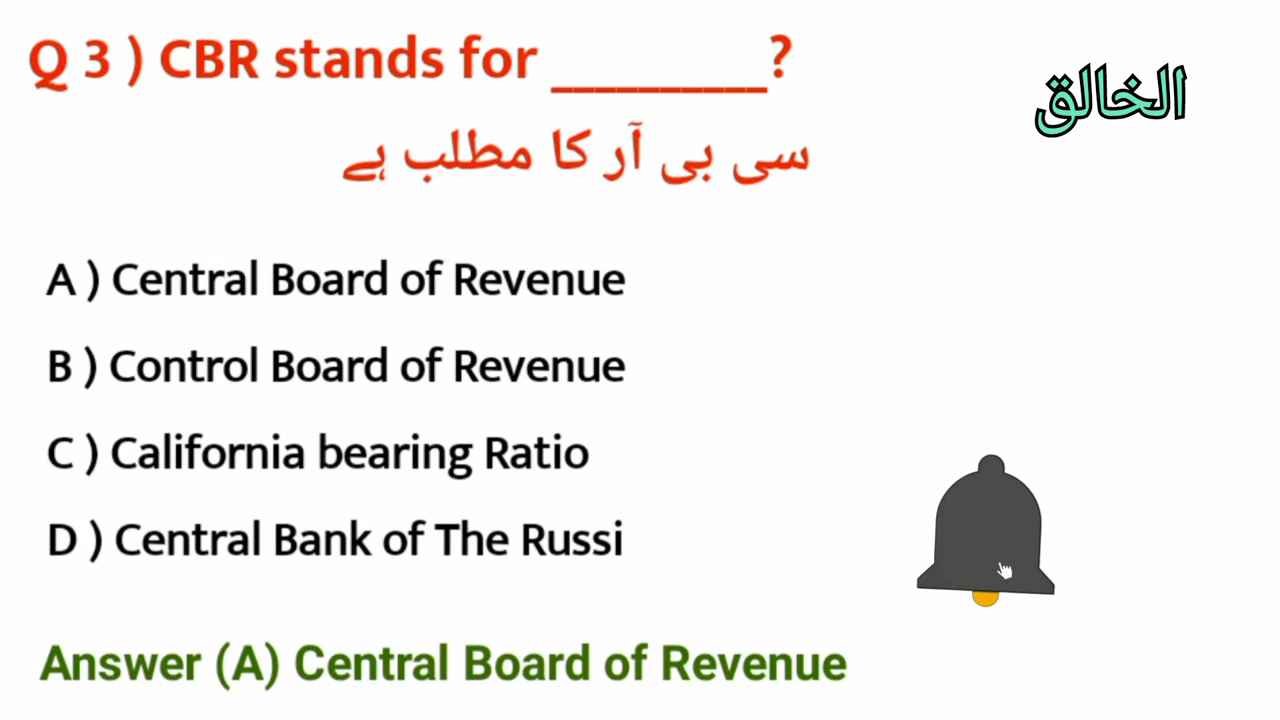 Q 3 ) CBR stands for __________?
الخالق
سی بی آر کا مطلب ہے
A ) Central Board of Revenue
B ) Control Board of Revenue
C ) California bearing Ratio
D ) Central Bank of The Russi
Answer (A) Central Board of Revenue